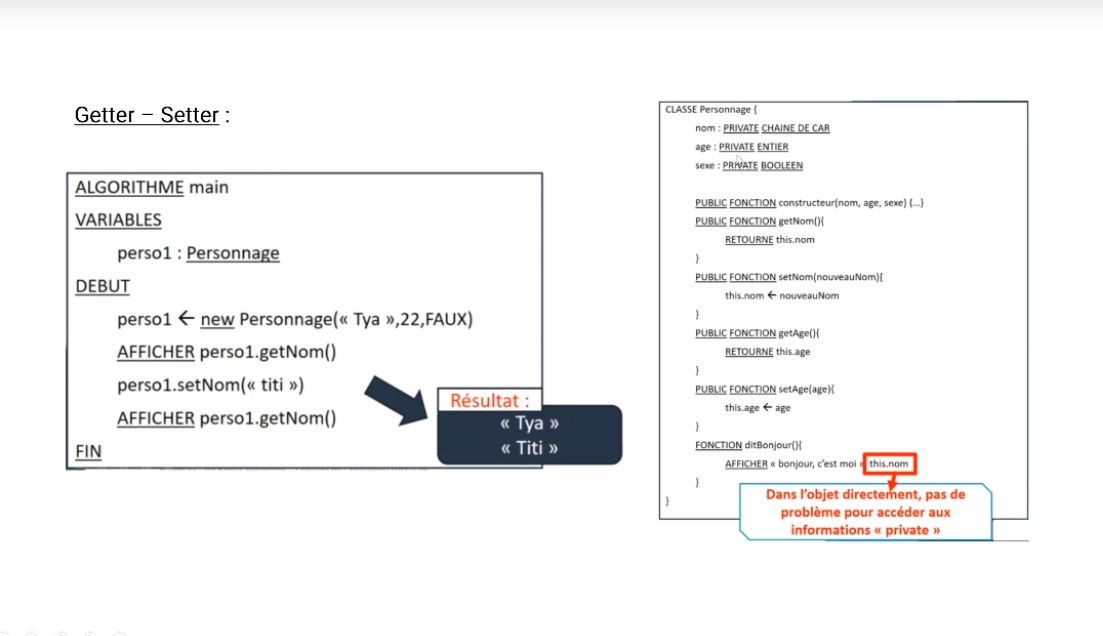 Getter – Setter :
ALGORITHME main
VARIABLES
perso1 : Personnage
DEBUT
perso1 ← new Personnage(« Tya »,22,FAUX)
AFFICHER perso1.getNom()
perso1.setNom(« titi »)
AFFICHER perso1.getNom()
FIN
Résultat :
« Tya »
« Titi »
CLASSE Personnage {
nom : PRIVATE CHAINE DE CAR
age : PRIVATE ENTIER
sexe : PRIVATE BOOLEEN
PUBLIC FONCTION constructeur(nom, age, sexe) {...}
PUBLIC FONCTION getNom(){
RETOURNE this.nom
}
PUBLIC FONCTION setNom(nouveauNom){
this.nom ← nouveauNom
}
PUBLIC FONCTION getAge(){
RETOURNE this.age
}
PUBLIC FONCTION setAge(age){
this.age ← age
}
FONCTION ditBonjour(){
AFFICHER « bonjour, c’est moi » this.nom
}
}
Dans l’objet directement, pas de
problème pour accéder aux
informations « private »